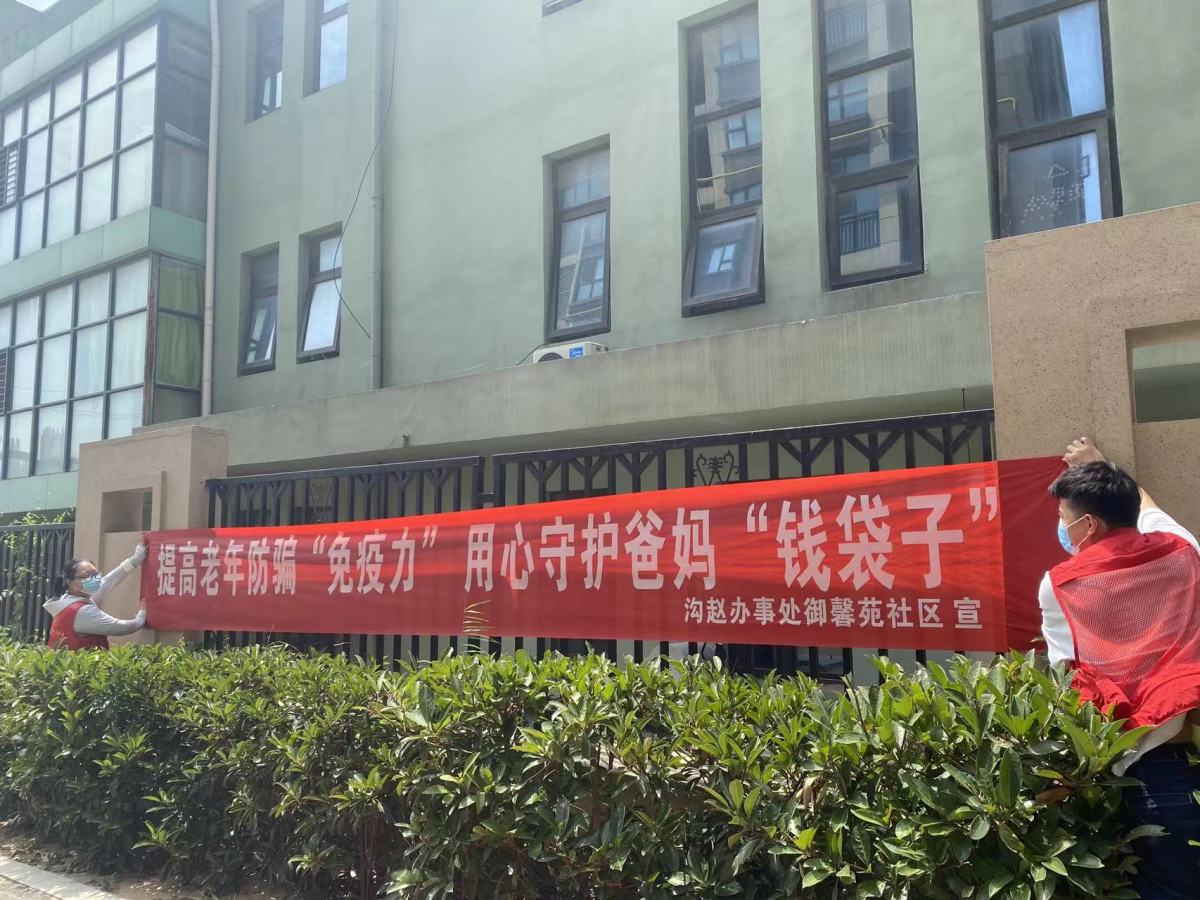 提高老年防骗“免疫力” 用心守护爸妈“钱袋子”
沟赵办事处御馨苑社区 宣